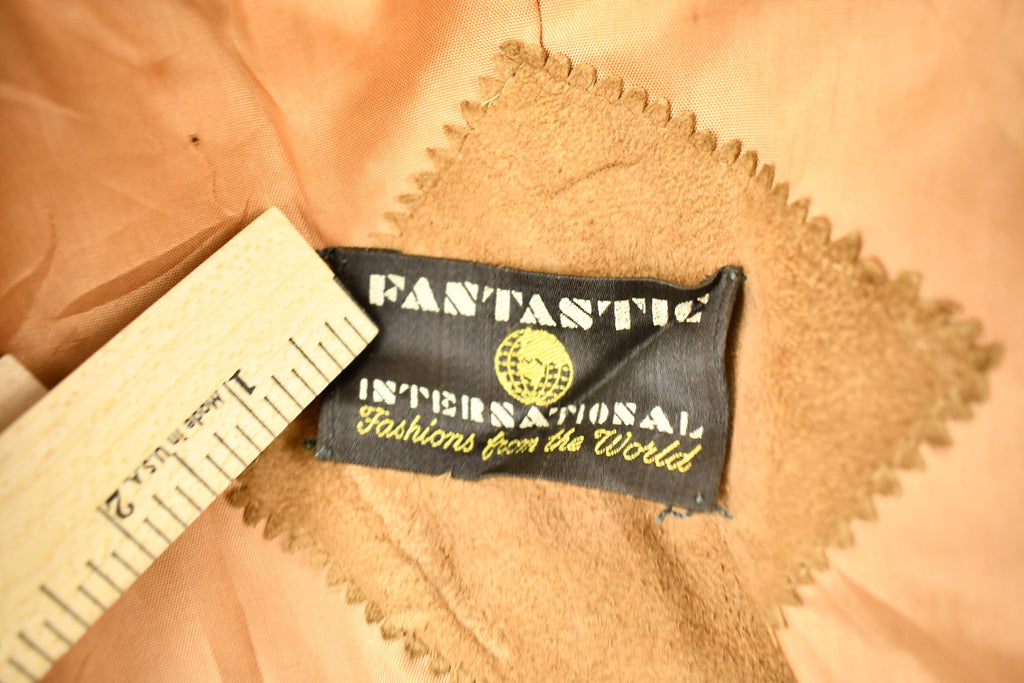 FANTASTIC
INTERNATIONAL
Fashions from the World
1
Made in U.S.A.
2